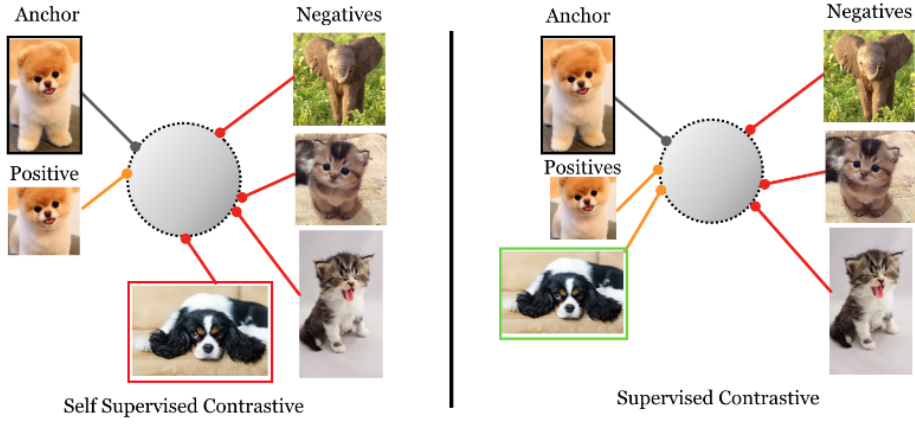 Anchor
Negatives
Positive
Self Supervised Contrastive
Anchor
Negatives
Positives
Supervised Contrastive